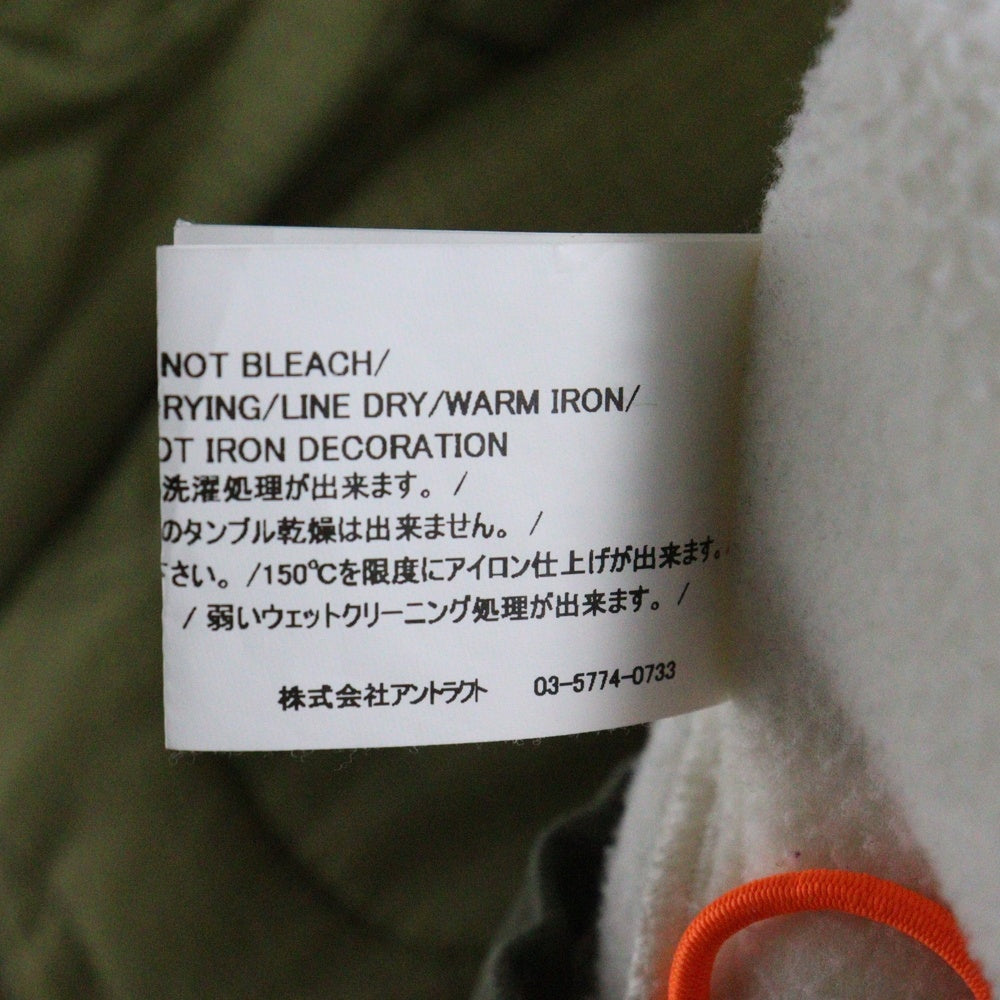 NOT BLEACH/
RYING/LINE DRY/WARM IRON/
OT IRON DECORATION
洗濯処理が出来ます。 /
のタンブル乾燥は出来ません。 /
さい。 /150℃を限度にアイロン仕上げが出来ます。
/ 弱いウェットクリーニング処理が出来ます。 /
株式会社アントラクト 03-5774-0733